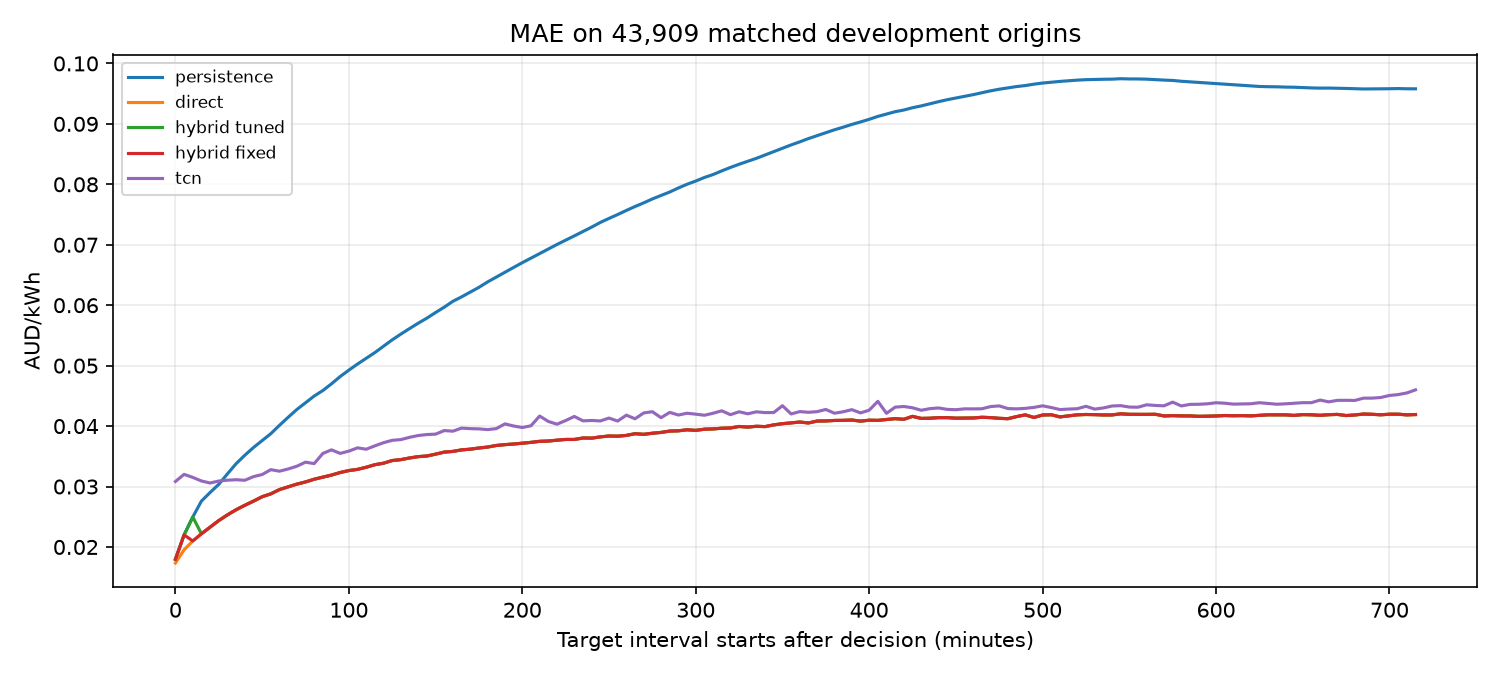 MAE on 43,909 matched development origins
0.10
0.09
0.08
0.07
0.06
0.05
0.04
0.03
0.02
AUD/kWh
persistence
direct
hybrid tuned
hybrid fixed
tcn
0 100 200 300 400 500 600 700
Target interval starts after decision (minutes)